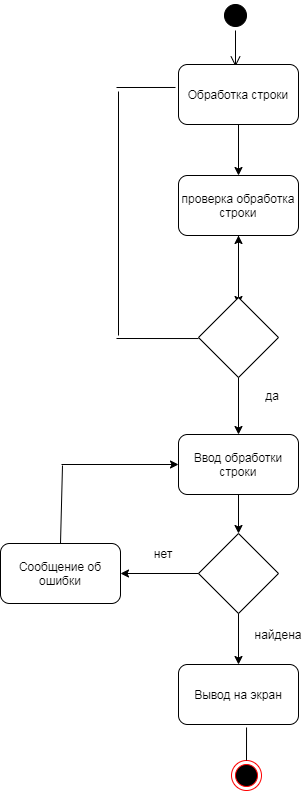 Обработка строки
проверка обработка
строки
да
Ввод обработки
строки
нет
Сообщение об
ошибки
найдена
Вывод на экран